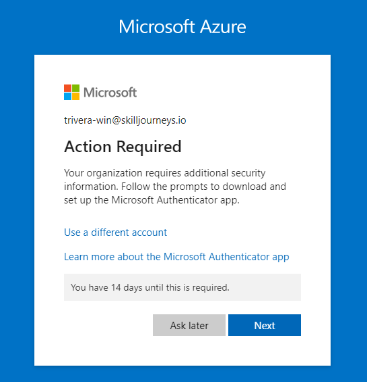 Microsoft Azure
Microsoft
trivera-win@skilljourneys.io
Action Required
Your organization requires additional security
information. Follow the prompts to download and
set up the Microsoft Authenticator app.
Use a different account
Learn more about the Microsoft Authenticator app
You have 14 days until this is required.
Ask later
Next